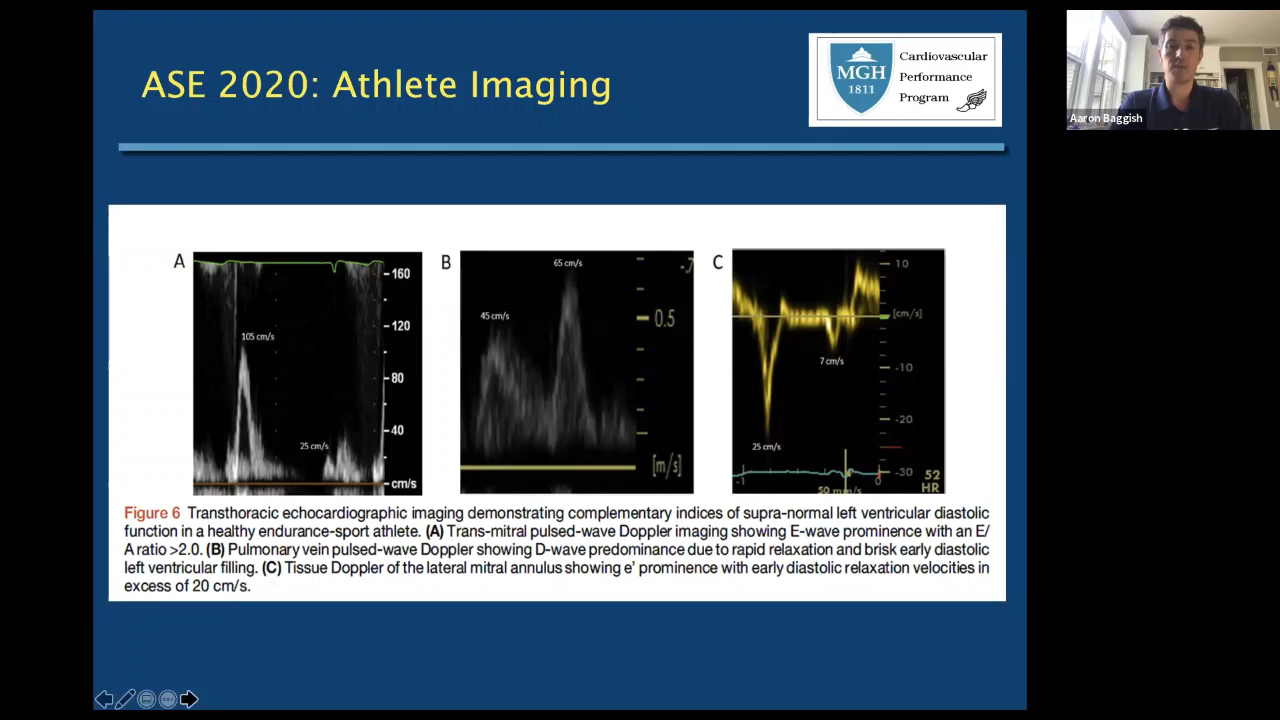 ASE 2020: Athlete Imaging
MGH
1811
Cardiovascular
Performance
Program
Aaron Baggish
A
105 cm/s
25 cm/s
160
120
80
40
cm/s
B
45 cm/s
65 cm/s
-.7
0.5
[m/s]
C
7 cm/s
25 cm/s
10
[cm/s]
-10
-20
-30
-1
0
50 mm/s
52
HR
Figure 6 Transthoracic echocardiographic imaging demonstrating complementary indices of supra-normal left ventricular diastolic
function in a healthy endurance-sport athlete. (A) Trans-mitral pulsed-wave Doppler imaging showing E-wave prominence with an E/
A ratio >2.0. (B) Pulmonary vein pulsed-wave Doppler showing D-wave predominance due to rapid relaxation and brisk early diastolic
left ventricular filling. (C) Tissue Doppler of the lateral mitral annulus showing e' prominence with early diastolic relaxation velocities in
excess of 20 cm/s.